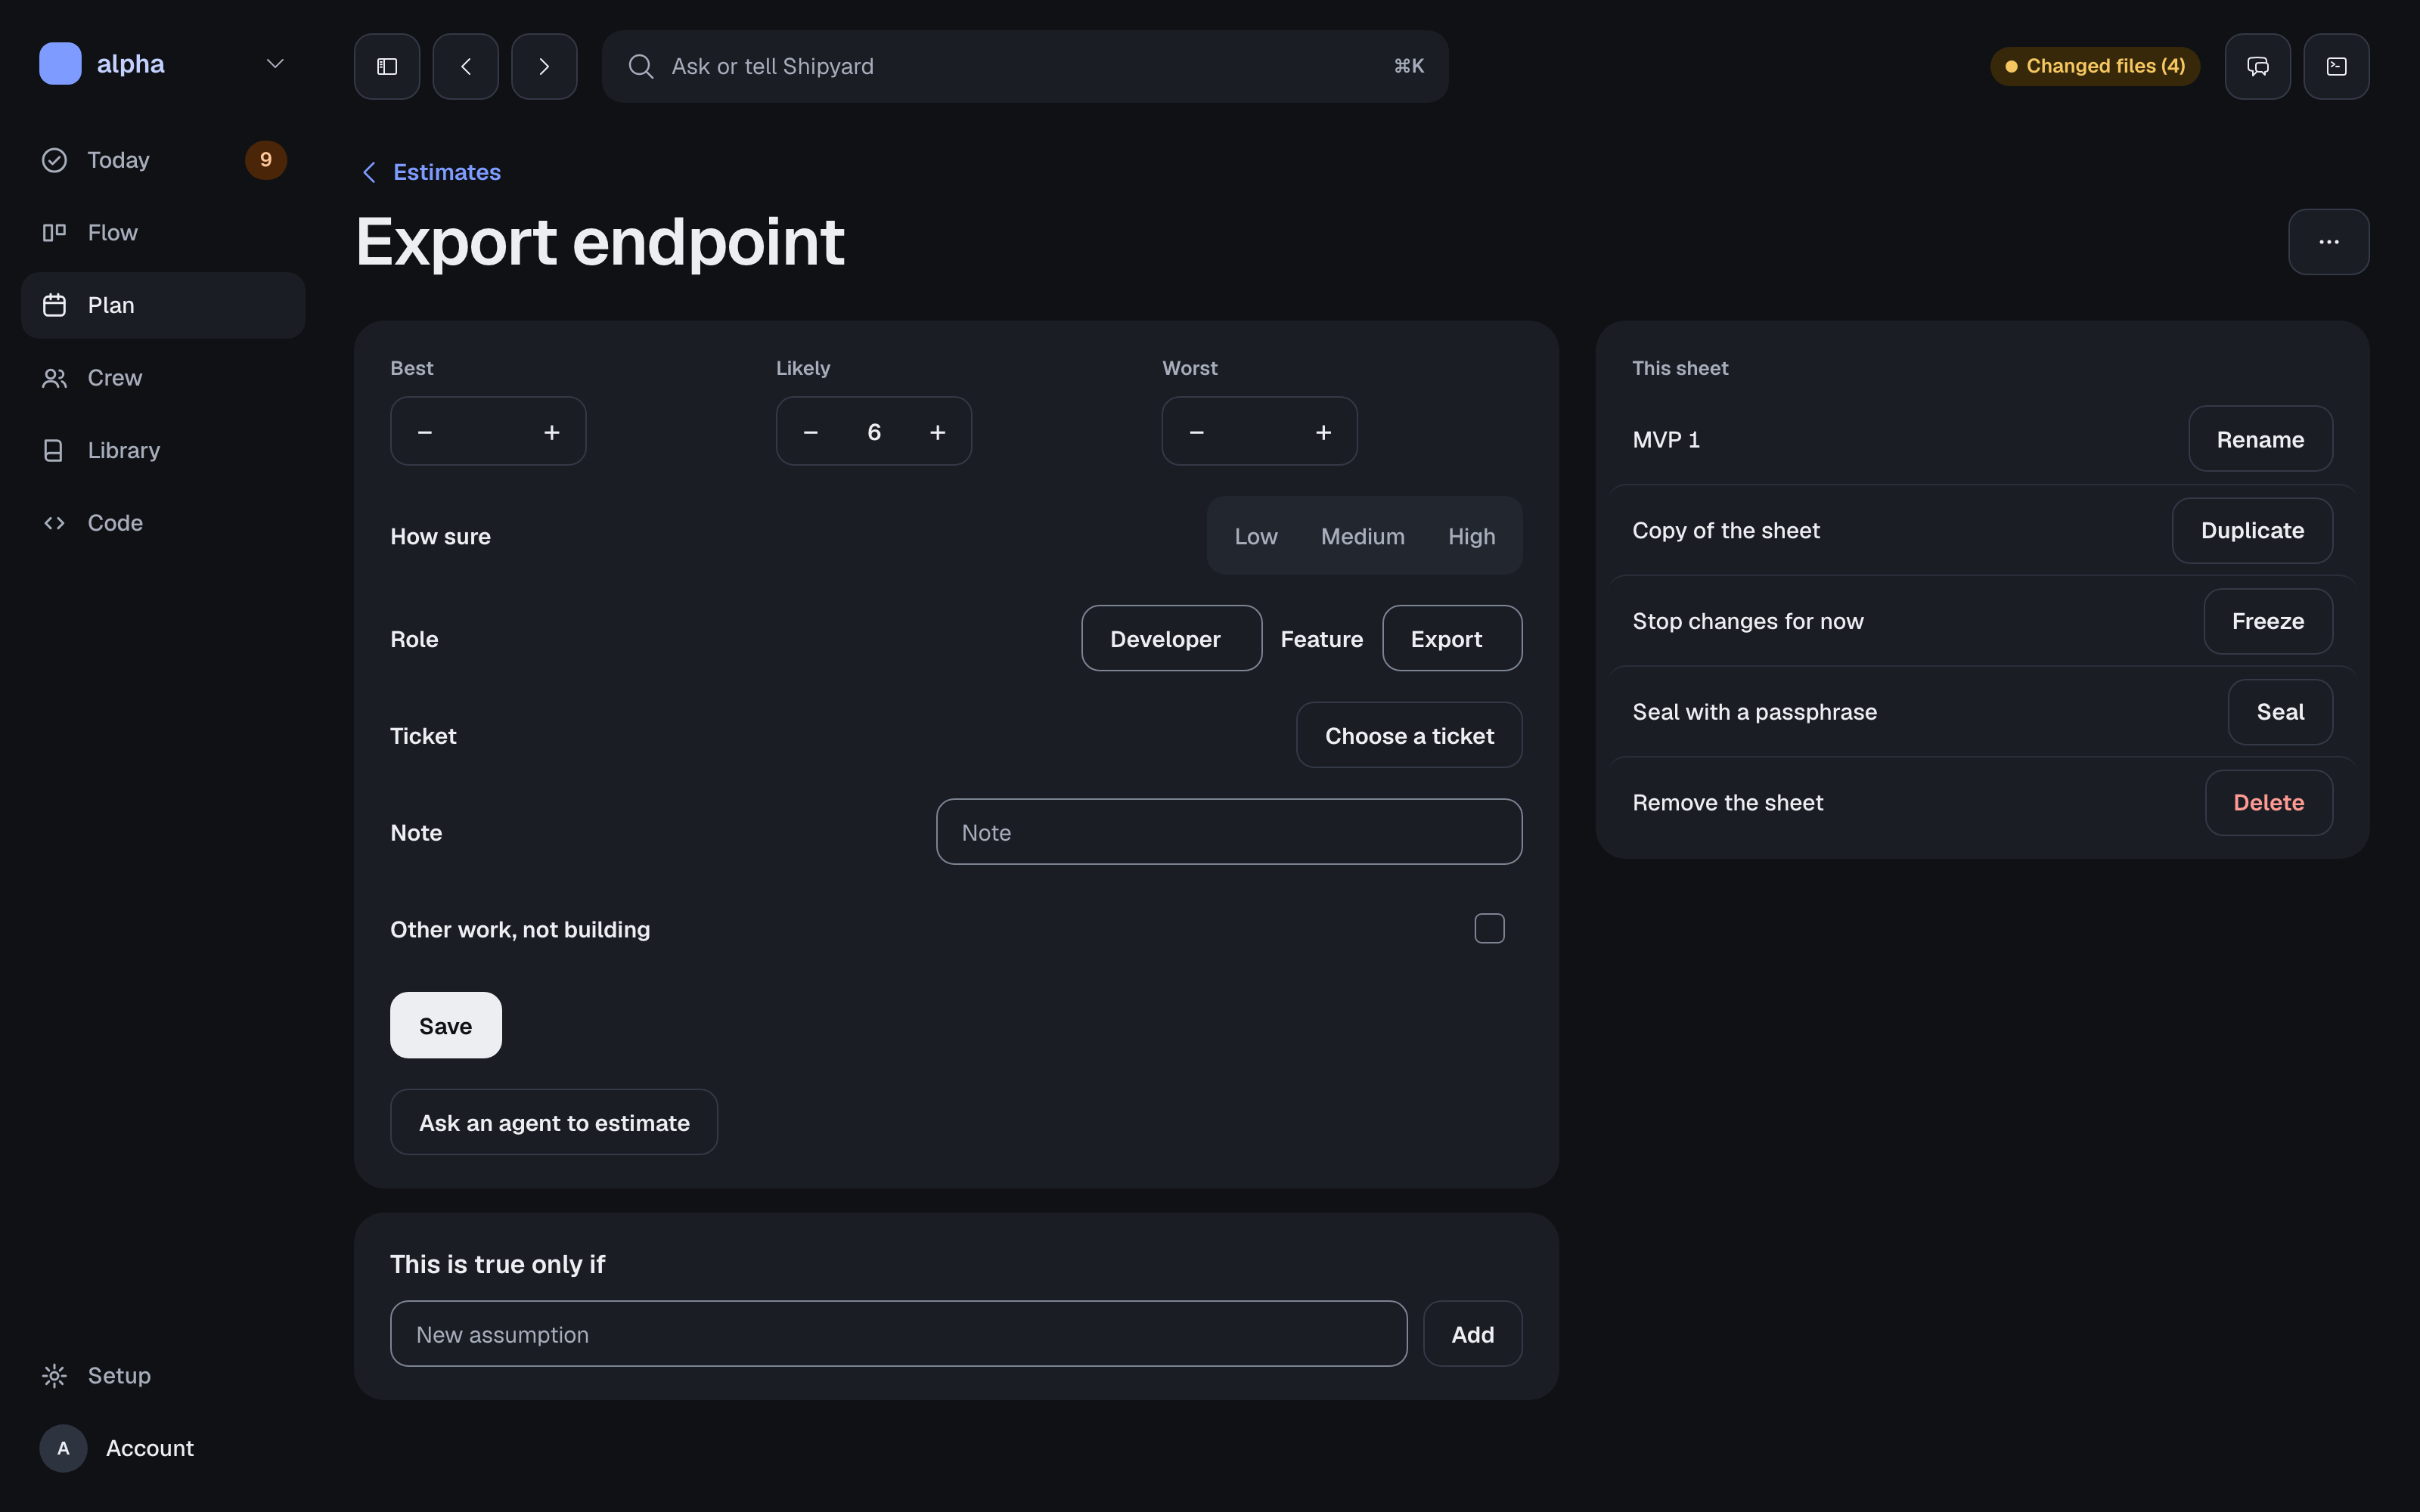 alpha
Ask or tell Shipyard
⌘K
Changed files (4)
Today
9
Flow
Plan
Crew
Library
Code
Setup
A
Account
Estimates
Export endpoint
Best
Likely
Worst
− +
− 6 +
− +
How sure
Low Medium High
Role
Developer
Feature
Export
Ticket
Choose a ticket
Note
Note
Other work, not building
Save
Ask an agent to estimate
This is true only if
New assumption
Add
This sheet
MVP 1
Rename
Copy of the sheet
Duplicate
Stop changes for now
Freeze
Seal with a passphrase
Seal
Remove the sheet
Delete